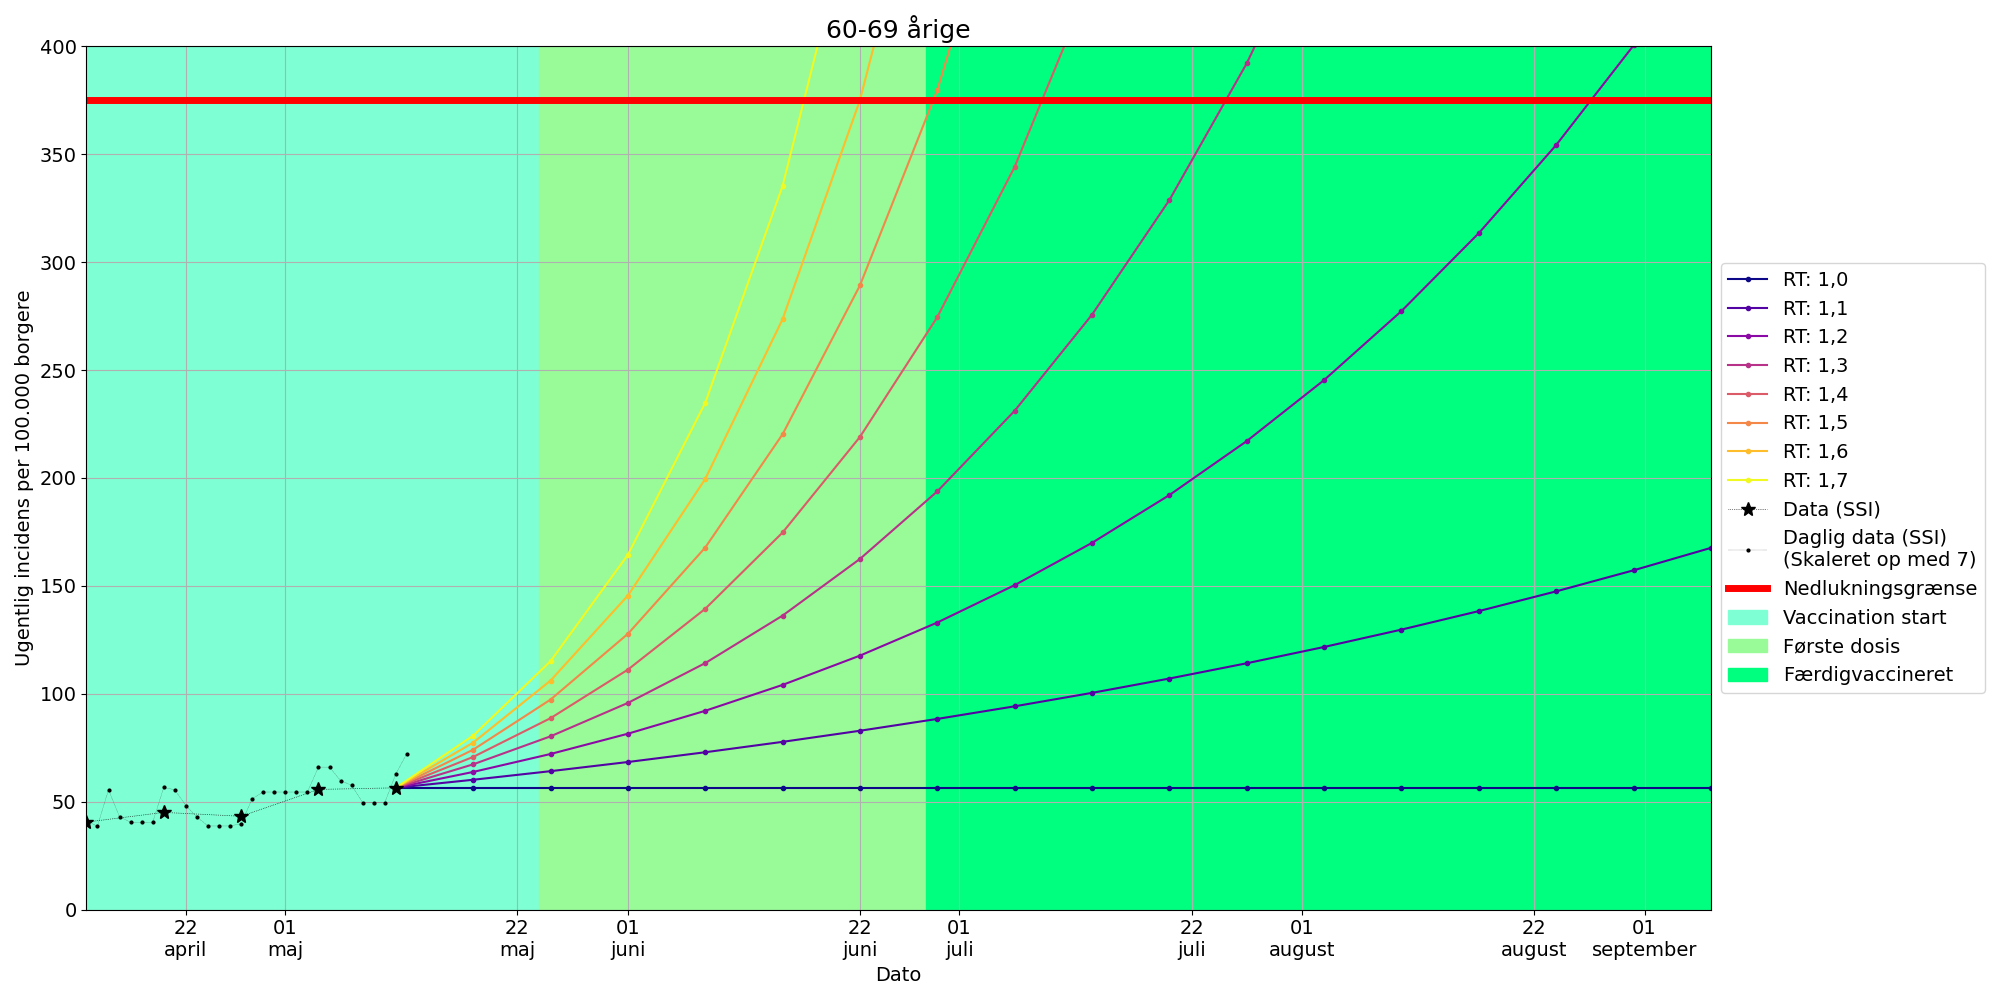 60-69 årige
Ugentlig incidens per 100.000 borgere
400
350
300
250
200
150
100
50
0
22
april
01
maj
22
maj
01
juni
22
juni
01
juli
22
juli
01
august
22
august
01
september
Dato
RT: 1,0
RT: 1,1
RT: 1,2
RT: 1,3
RT: 1,4
RT: 1,5
RT: 1,6
RT: 1,7
Data (SSI)
Daglig data (SSI)
(Skaleret op med 7)
Nedlukningsgrænse
Vaccination start
Første dosis
Færdigvaccineret